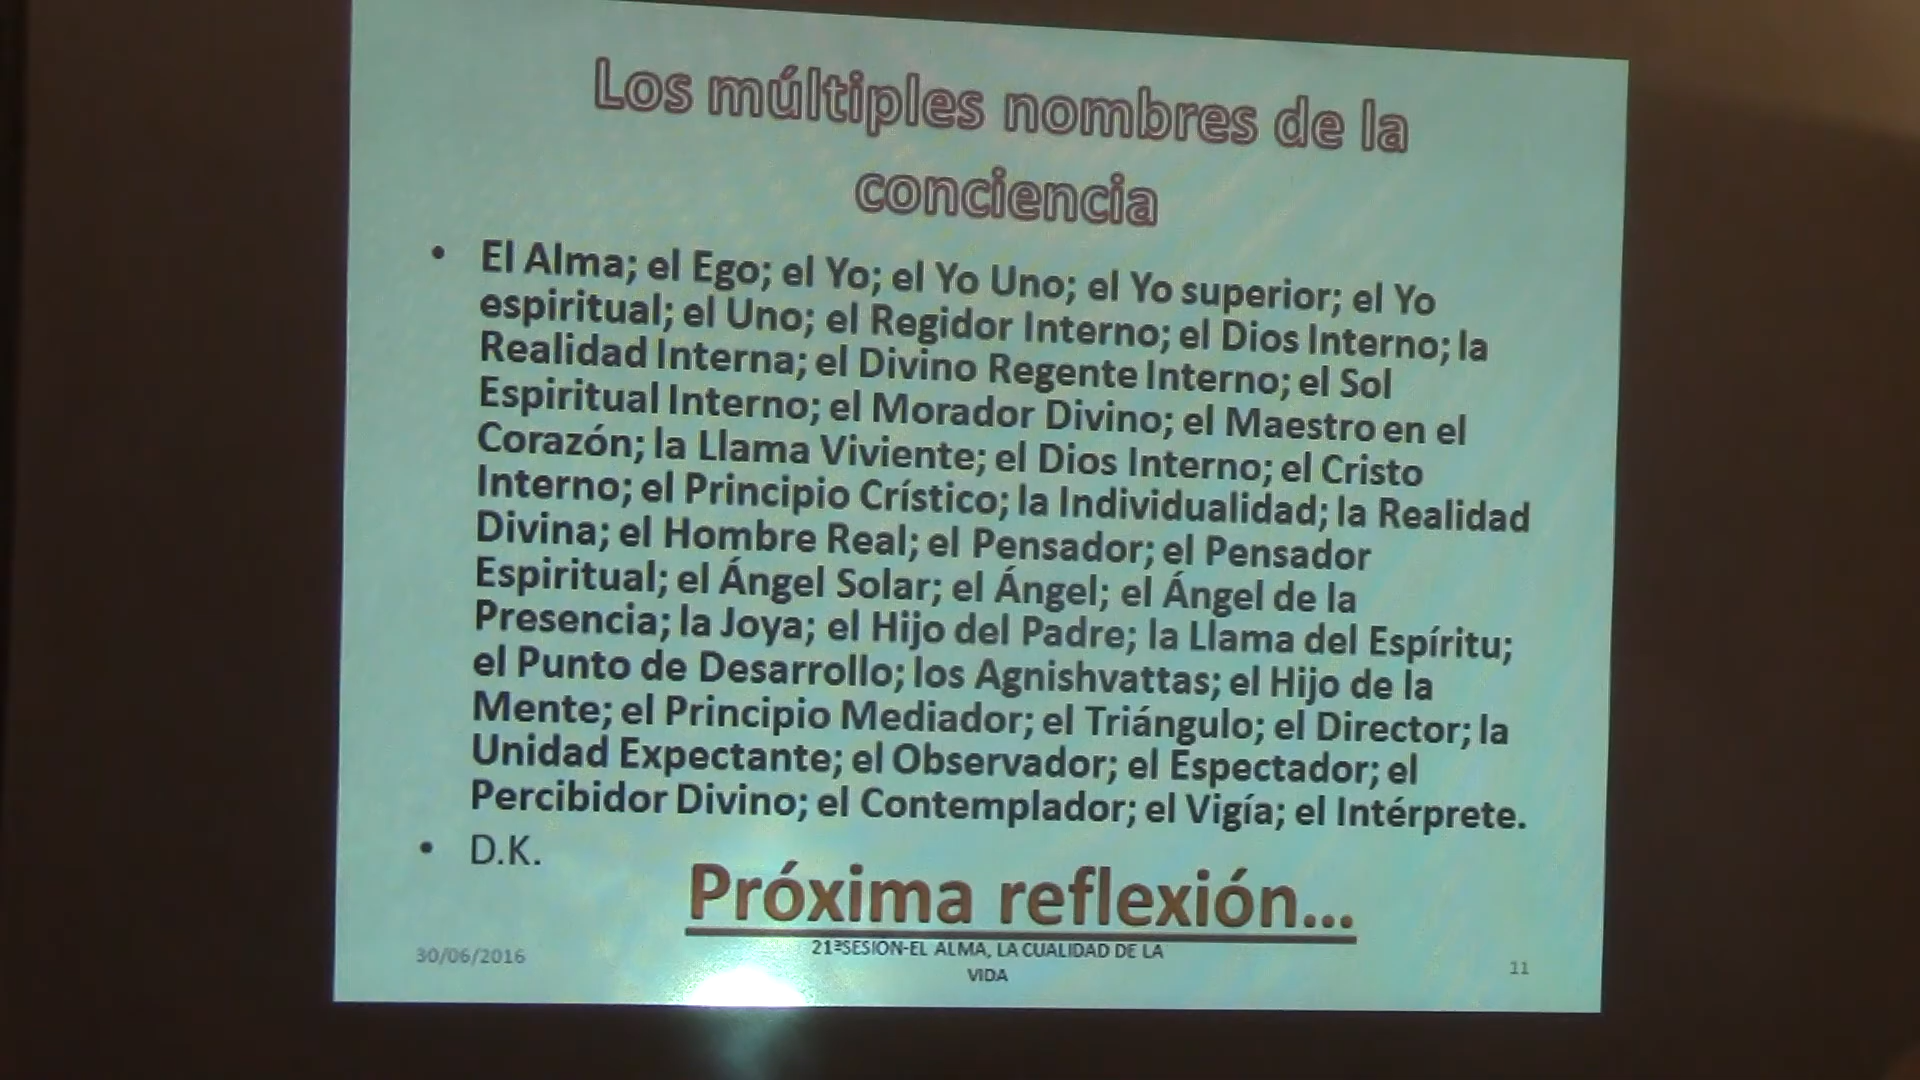 Los múltiples nombres de la
conciencia
• El Alma; el Ego; el Yo; el Yo Uno; el Yo superior; el Yo
espiritual; el Uno; el Regidor Interno; el Dios Interno; la
Realidad Interna; el Divino Regente Interno; el Sol
Espiritual Interno; el Morador Divino; el Maestro en el
Corazón; la Llama Viviente; el Dios Interno; el Cristo
Interno; el Principio Crístico; la Individualidad; la Realidad
Divina; el Hombre Real; el Pensador; el Pensador
Espiritual; el Ángel Solar; el Ángel; el Ángel de la
Presencia; la Joya; el Hijo del Padre; la Llama del Espíritu;
el Punto de Desarrollo; los Agnishvattas; el Hijo de la
Mente; el Principio Mediador; el Triángulo; el Director; la
Unidad Expectante; el Observador; el Espectador; el
Percibidor Divino; el Contemplador; el Vigía; el Intérprete.
• D.K.
Próxima reflexión...
30/06/2016
21ªSESION-EL ALMA, LA CUALIDAD DE LA
VIDA
11